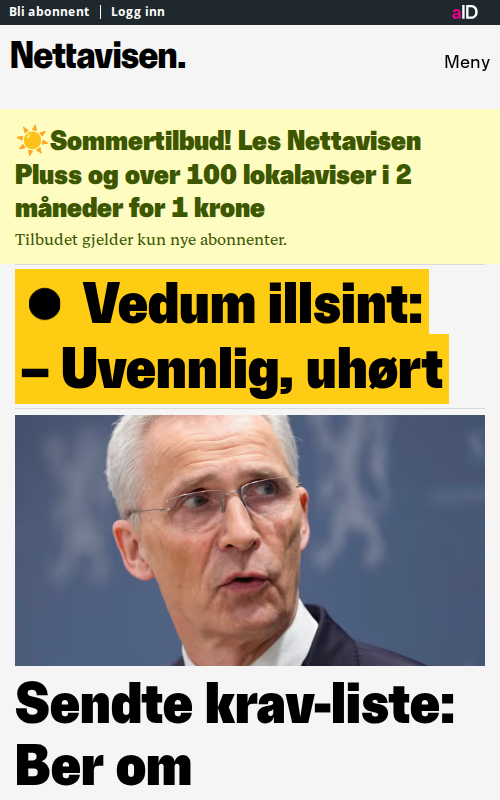 Bli abonnent | Logg inn
aID
Nettavisen.
Meny
☀️Sommertilbud! Les Nettavisen
Pluss og over 100 lokalaviser i 2
måneder for 1 krone
Tilbudet gjelder kun nye abonnenter.
● Vedum illsint:
– Uvennlig, uhørt
Sendte krav-liste:
Ber om